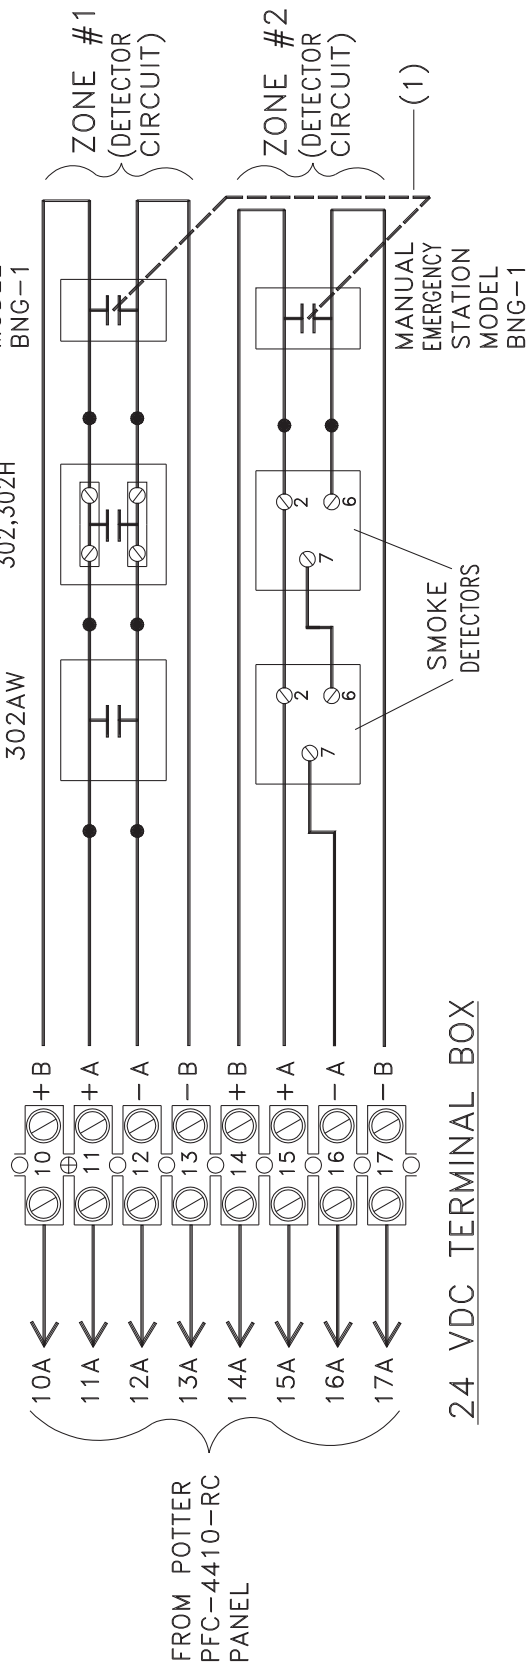 302AW
302,302H
BNG-1
ZONE #1
(DETECTOR
CIRCUIT)
10A
10
+B
11A
11
+A
12A
12
-A
13A
13
-B
FROM POTTER
PFC-4410-RC
PANEL
14A
14
+B
15A
15
+A
16A
16
-A
17A
17
-B
7
2
6
7
2
6
ZONE #2
(DETECTOR
CIRCUIT)
(1)
SMOKE
DETECTORS
MANUAL
EMERGENCY
STATION
MODEL
BNG-1
24 VDC TERMINAL BOX